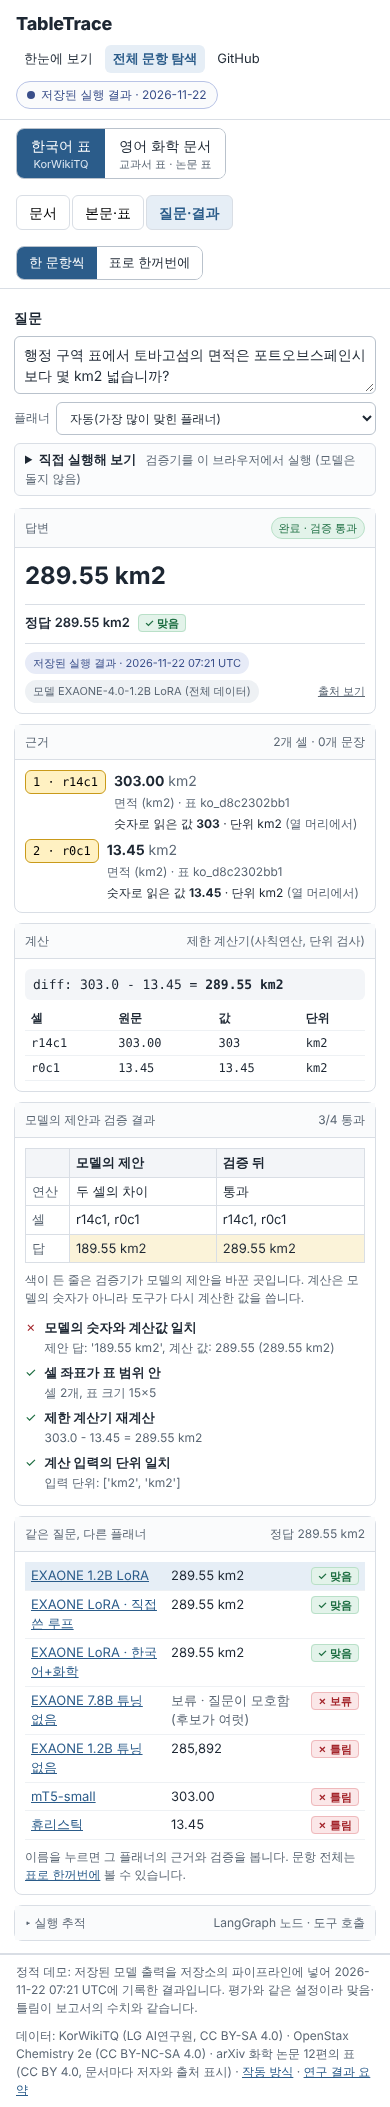 TableTrace
한눈에 보기 전체 문항 탐색 GitHub
저장된 실행 결과 · 2026-11-22
한국어 표 영어 화학 문서
KorWikiTQ 교과서 표 · 논문 표
문서 본문·표 질문·결과
한 문항씩 표로 한꺼번에
질문
행정 구역 표에서 토바고섬의 면적은 포트오브스페인시
보다 몇 km2 넓습니까?
플래너 자동(가장 많이 맞힌 플래너)
▶ 직접 실행해 보기 검증기를 이 브라우저에서 실행 (모델은
돌지 않음)
답변 완료 · 검증 통과
289.55 km2
정답 289.55 km2 ✓ 맞음
저장된 실행 결과 · 2026-11-22 07:21 UTC
모델 EXAONE-4.0-1.2B LoRA (전체 데이터) 출처 보기
근거 2개 셀 · 0개 문장
1 · r14c1 303.00 km2
면적 (km2) · 표 ko_d8c2302bb1
숫자로 읽은 값 303 · 단위 km2 (열 머리에서)
2 · r0c1 13.45 km2
면적 (km2) · 표 ko_d8c2302bb1
숫자로 읽은 값 13.45 · 단위 km2 (열 머리에서)
계산 제한 계산기(사칙연산, 단위 검사)
diff: 303.0 - 13.45 = 289.55 km2
셀 원문 값 단위
r14c1 303.00 303 km2
r0c1 13.45 13.45 km2
모델의 제안과 검증 결과 3/4 통과
모델의 제안 검증 뒤
연산 두 셀의 차이 통과
셀 r14c1, r0c1 r14c1, r0c1
답 189.55 km2 289.55 km2
색이 든 줄은 검증기가 모델의 제안을 바꾼 곳입니다. 계산은 모
델의 숫자가 아니라 도구가 다시 계산한 값을 씁니다.
× 모델의 숫자와 계산값 일치
제안 답: '189.55 km2', 계산 값: 289.55 (289.55 km2)
✓ 셀 좌표가 표 범위 안
셀 2개, 표 크기 15×5
✓ 제한 계산기 재계산
303.0 - 13.45 = 289.55 km2
✓ 계산 입력의 단위 일치
입력 단위: ['km2', 'km2']
같은 질문, 다른 플래너 정답 289.55 km2
EXAONE 1.2B LoRA 289.55 km2 ✓ 맞음
EXAONE LoRA · 직접 289.55 km2 ✓ 맞음
쓴 루프
EXAONE LoRA · 한국 289.55 km2 ✓ 맞음
어+화학
EXAONE 7.8B 튜닝 보류 · 질문이 모호함 × 보류
없음 (후보가 여럿)
EXAONE 1.2B 튜닝 285,892 × 틀림
없음
mT5-small 303.00 × 틀림
휴리스틱 13.45 × 틀림
이름을 누르면 그 플래너의 근거와 검증을 봅니다. 문항 전체는
표로 한꺼번에 볼 수 있습니다.
▸ 실행 추적 LangGraph 노드 · 도구 호출
정적 데모: 저장된 모델 출력을 저장소의 파이프라인에 넣어 2026-
11-22 07:21 UTC에 기록한 결과입니다. 평가와 같은 설정이라 맞음·
틀림이 보고서의 수치와 같습니다.
데이터: KorWikiTQ (LG AI연구원, CC BY-SA 4.0) · OpenStax
Chemistry 2e (CC BY-NC-SA 4.0) · arXiv 화학 논문 12편의 표
(CC BY 4.0, 문서마다 저자와 출처 표시) · 작동 방식 · 연구 결과 요
약